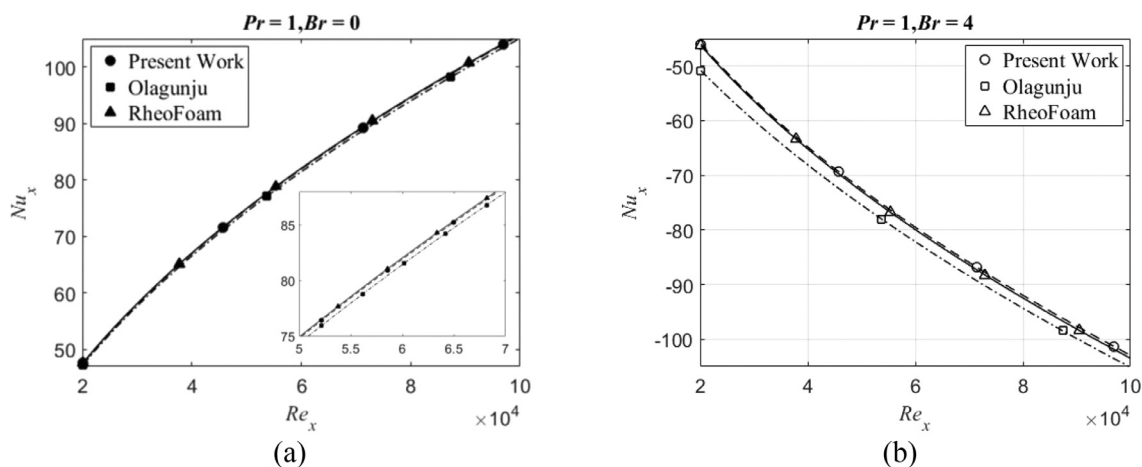 Pr = 1,Br = 0
100
90
80
70
60
50
Nu_x
Present Work
Olagunju
RheoFoam
85
80
75
5 5.5 6 6.5 7
2 4 6 8 10
×10^4
Re_x
(a)
Pr = 1,Br = 4
-50
-60
-70
-80
-90
-100
Nu_x
Present Work
Olagunju
RheoFoam
2 4 6 8 10
×10^4
Re_x
(b)